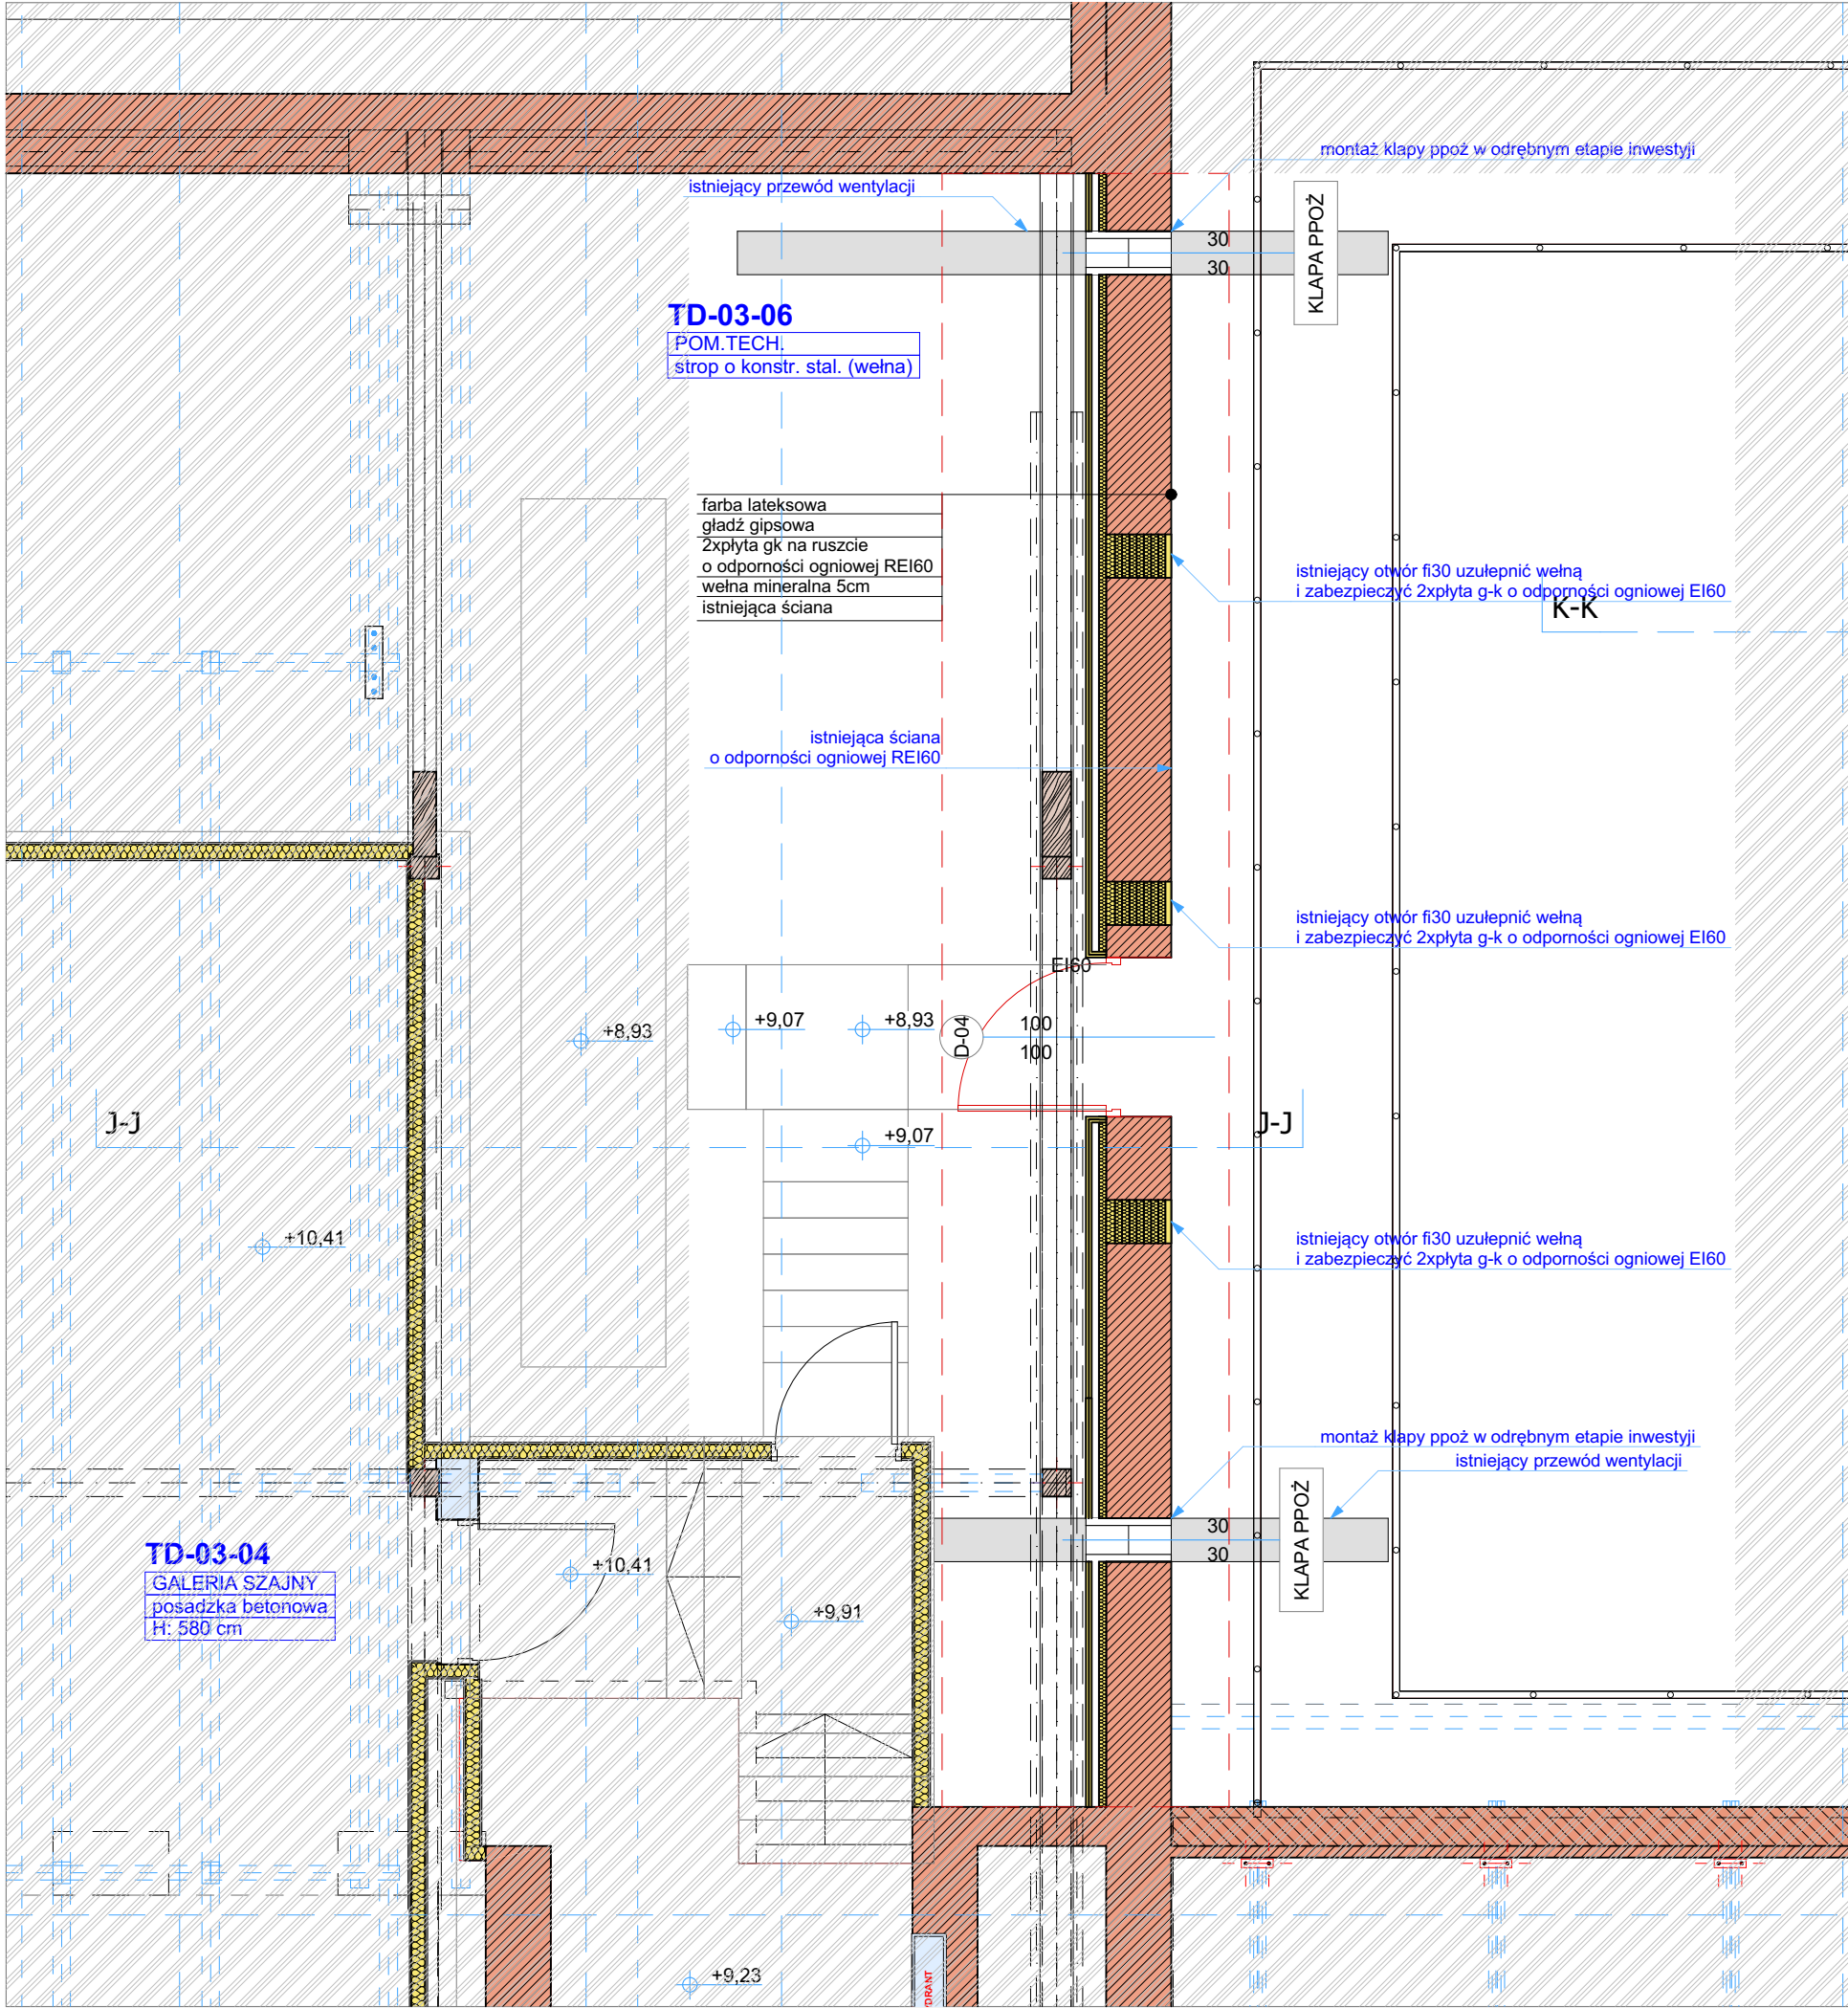 montaż klapy ppoż w odrębnym etapie inwestyji
istniejący przewód wentylacji
KLAPA PPOŻ
30
30
TD-03-06
POM.TECH.
strop o konstr. stal. (wełna)
farba lateksowa
gładź gipsowa
2xpłyta gk na ruszcie
o odporności ogniowej REI60
wełna mineralna 5cm
istniejąca ściana
istniejący otwór fi30 uzułepnić wełną
i zabezpieczyć 2xpłyta g-k o odporności ogniowej EI60
K-K
istniejąca ściana
o odporności ogniowej REI60
istniejący otwór fi30 uzułepnić wełną
i zabezpieczyć 2xpłyta g-k o odporności ogniowej EI60
EI60
+8,93
+9,07
+8,93
D-04
100
100
J-J
+9,07
J-J
+10,41
istniejący otwór fi30 uzułepnić wełną
i zabezpieczyć 2xpłyta g-k o odporności ogniowej EI60
montaż klapy ppoż w odrębnym etapie inwestyji
istniejący przewód wentylacji
KLAPA PPOŻ
30
30
TD-03-04
GALERIA SZAJNY
posadzka betonowa
H: 580 cm
+10,41
+9,91
+9,23
YDRANT